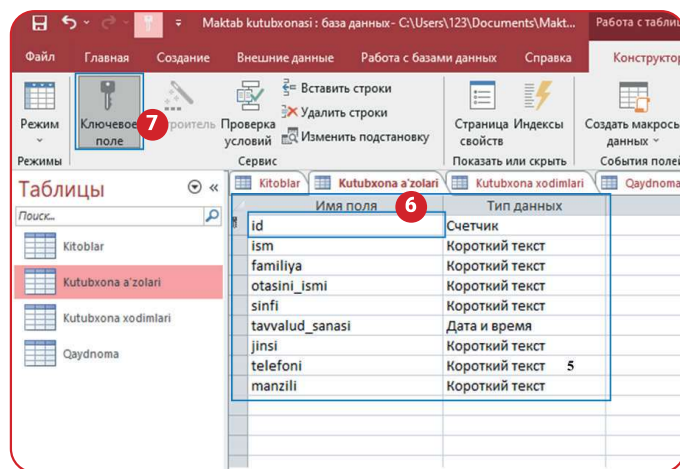 Maktab kutubxonasi : база данных- C:\Users\123\Documents\Makt...
Работа с таблиц
Файл Главная Создание Внешние данные Работа с базами данных Справка Конструктор
Режим
Ключевое поле
7
Проверка условий
Вставить строки
Удалить строки
Изменить подстановку
Страница свойств
Индексы
Создать макросы данных
Режимы Сервис Показать или скрыть События полей
Таблицы
Поиск...
Kitoblar
Kutubxona a'zolari
Kutubxona xodimlari
Qaydnoma
Kitoblar Kutubxona a'zolari Kutubxona xodimlari Qaydnoma
Имя поля 6 Тип данных
id Счетчик
ism Короткий текст
familiya Короткий текст
otasini_ismi Короткий текст
sinfi Короткий текст
tavvalud_sanasi Дата и время
jinsi Короткий текст
telefoni Короткий текст 5
manzili Короткий текст